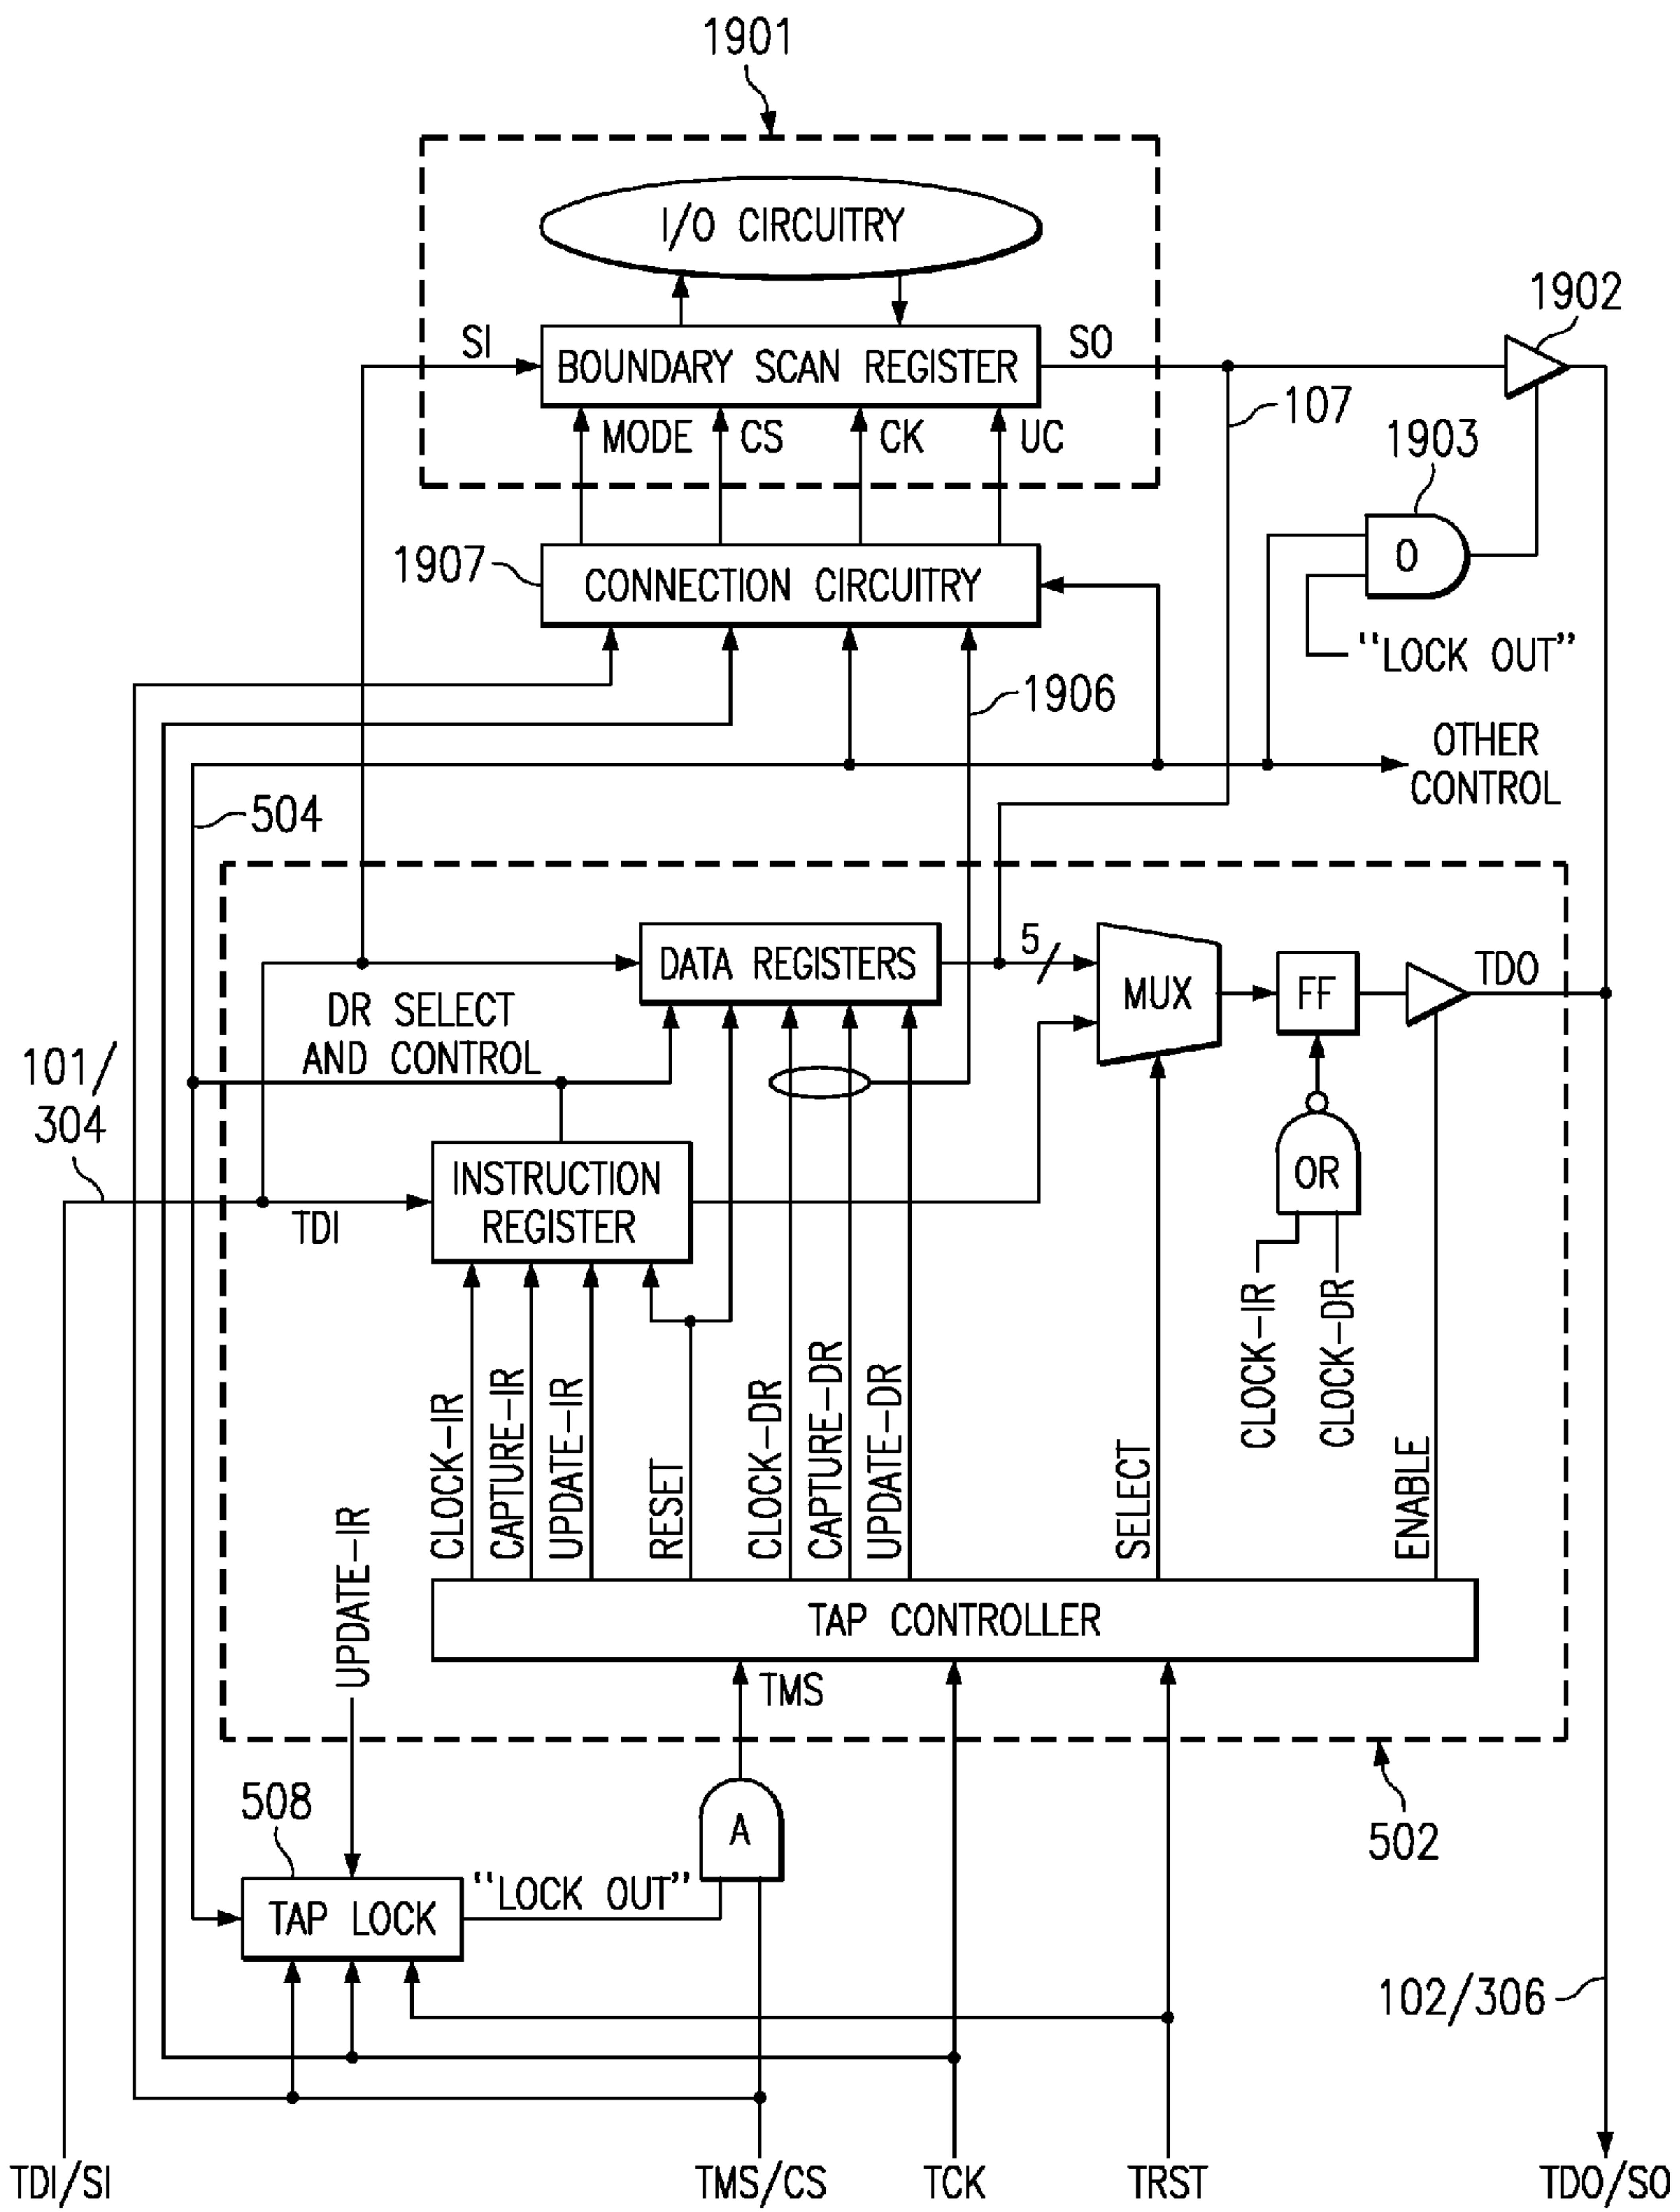 1901
I/O CIRCUITRY
1902
SI
BOUNDARY SCAN REGISTER
SO
107
MODE
CS
CK
UC
1903
O
1907
CONNECTION CIRCUITRY
"LOCK OUT"
1906
OTHER
CONTROL
504
DATA REGISTERS
5
MUX
FF
TDO
DR SELECT
AND CONTROL
101/
304
INSTRUCTION
REGISTER
TDI
OR
CLOCK-IR
CLOCK-DR
CLOCK-IR
CAPTURE-IR
UPDATE-IR
RESET
CLOCK-DR
CAPTURE-DR
UPDATE-DR
SELECT
ENABLE
UPDATE-IR
TAP CONTROLLER
TMS
508
A
502
TAP LOCK
"LOCK OUT"
102/306
TDI/SI
TMS/CS
TCK
TRST
TDO/SO